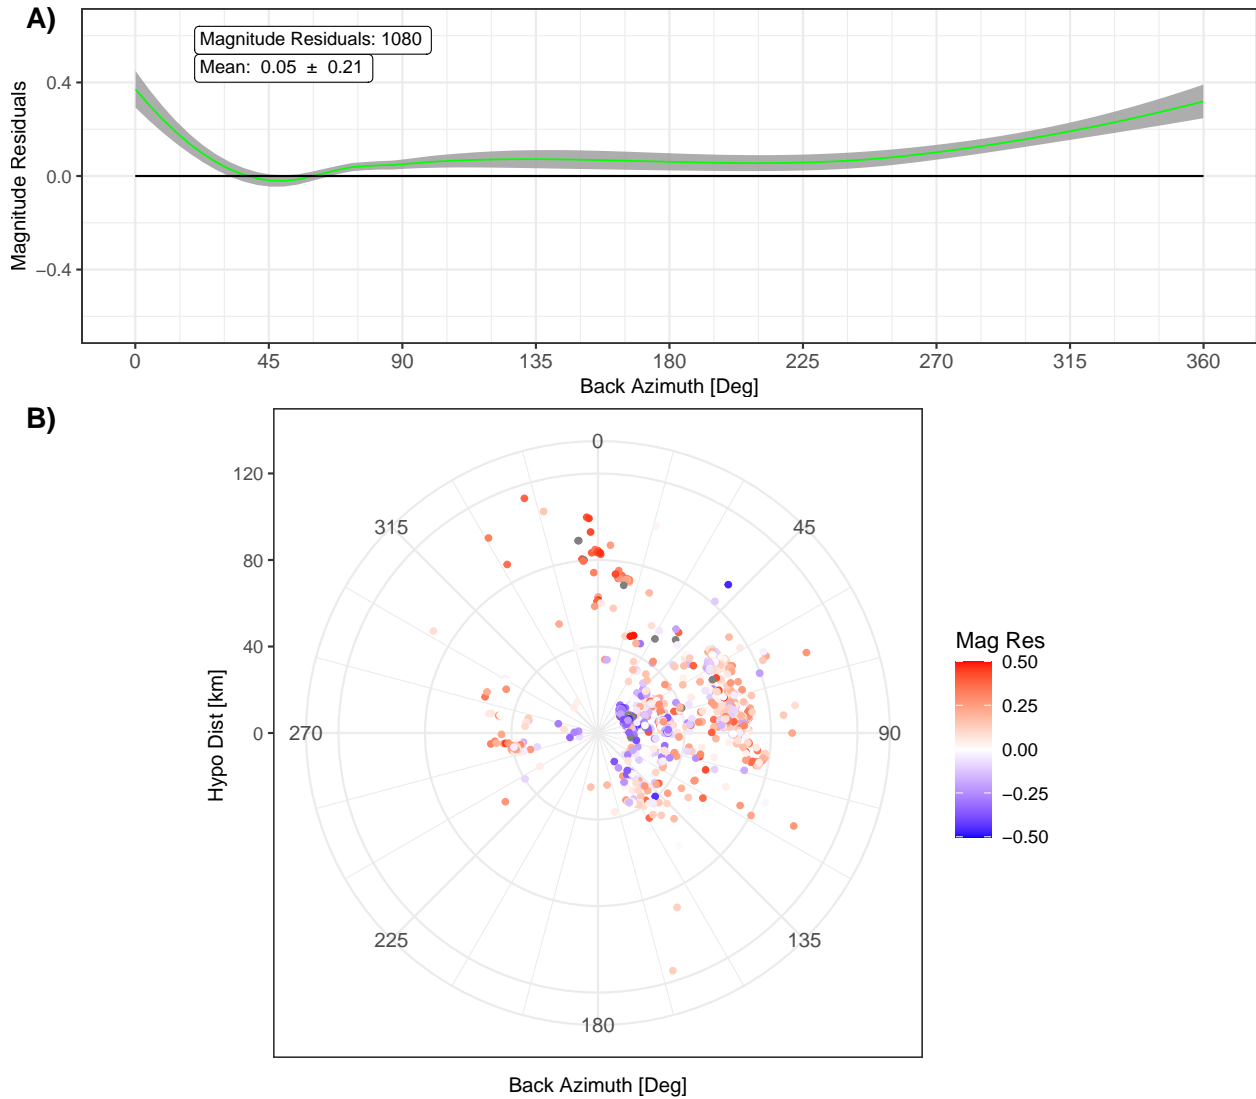 A)
Magnitude Residuals: 1080
Mean:  0.05  ±  0.21
Magnitude Residuals
0.4
0.0
−0.4
0 45 90 135 180 225 270 315 360
Back Azimuth [Deg]
B)
Hypo Dist [km]
120
80
40
0
0
45
90
135
180
225
270
315
Back Azimuth [Deg]
Mag Res
0.50
0.25
0.00
−0.25
−0.50